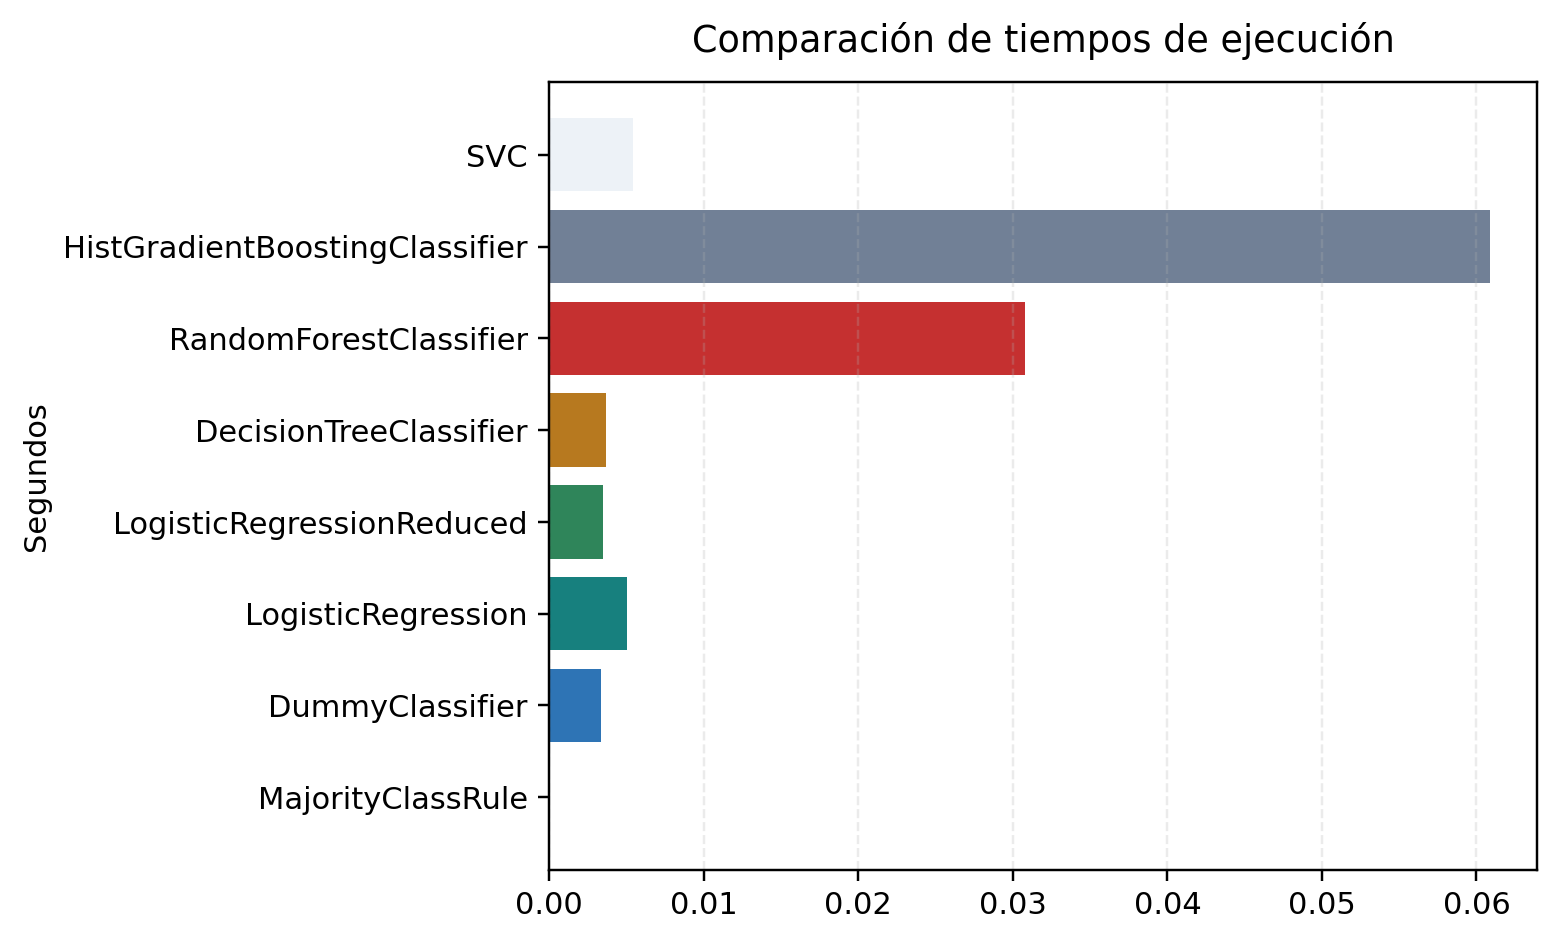 Comparación de tiempos de ejecución
SVC
HistGradientBoostingClassifier
RandomForestClassifier
DecisionTreeClassifier
LogisticRegressionReduced
LogisticRegression
DummyClassifier
MajorityClassRule
Segundos
0.00 0.01 0.02 0.03 0.04 0.05 0.06